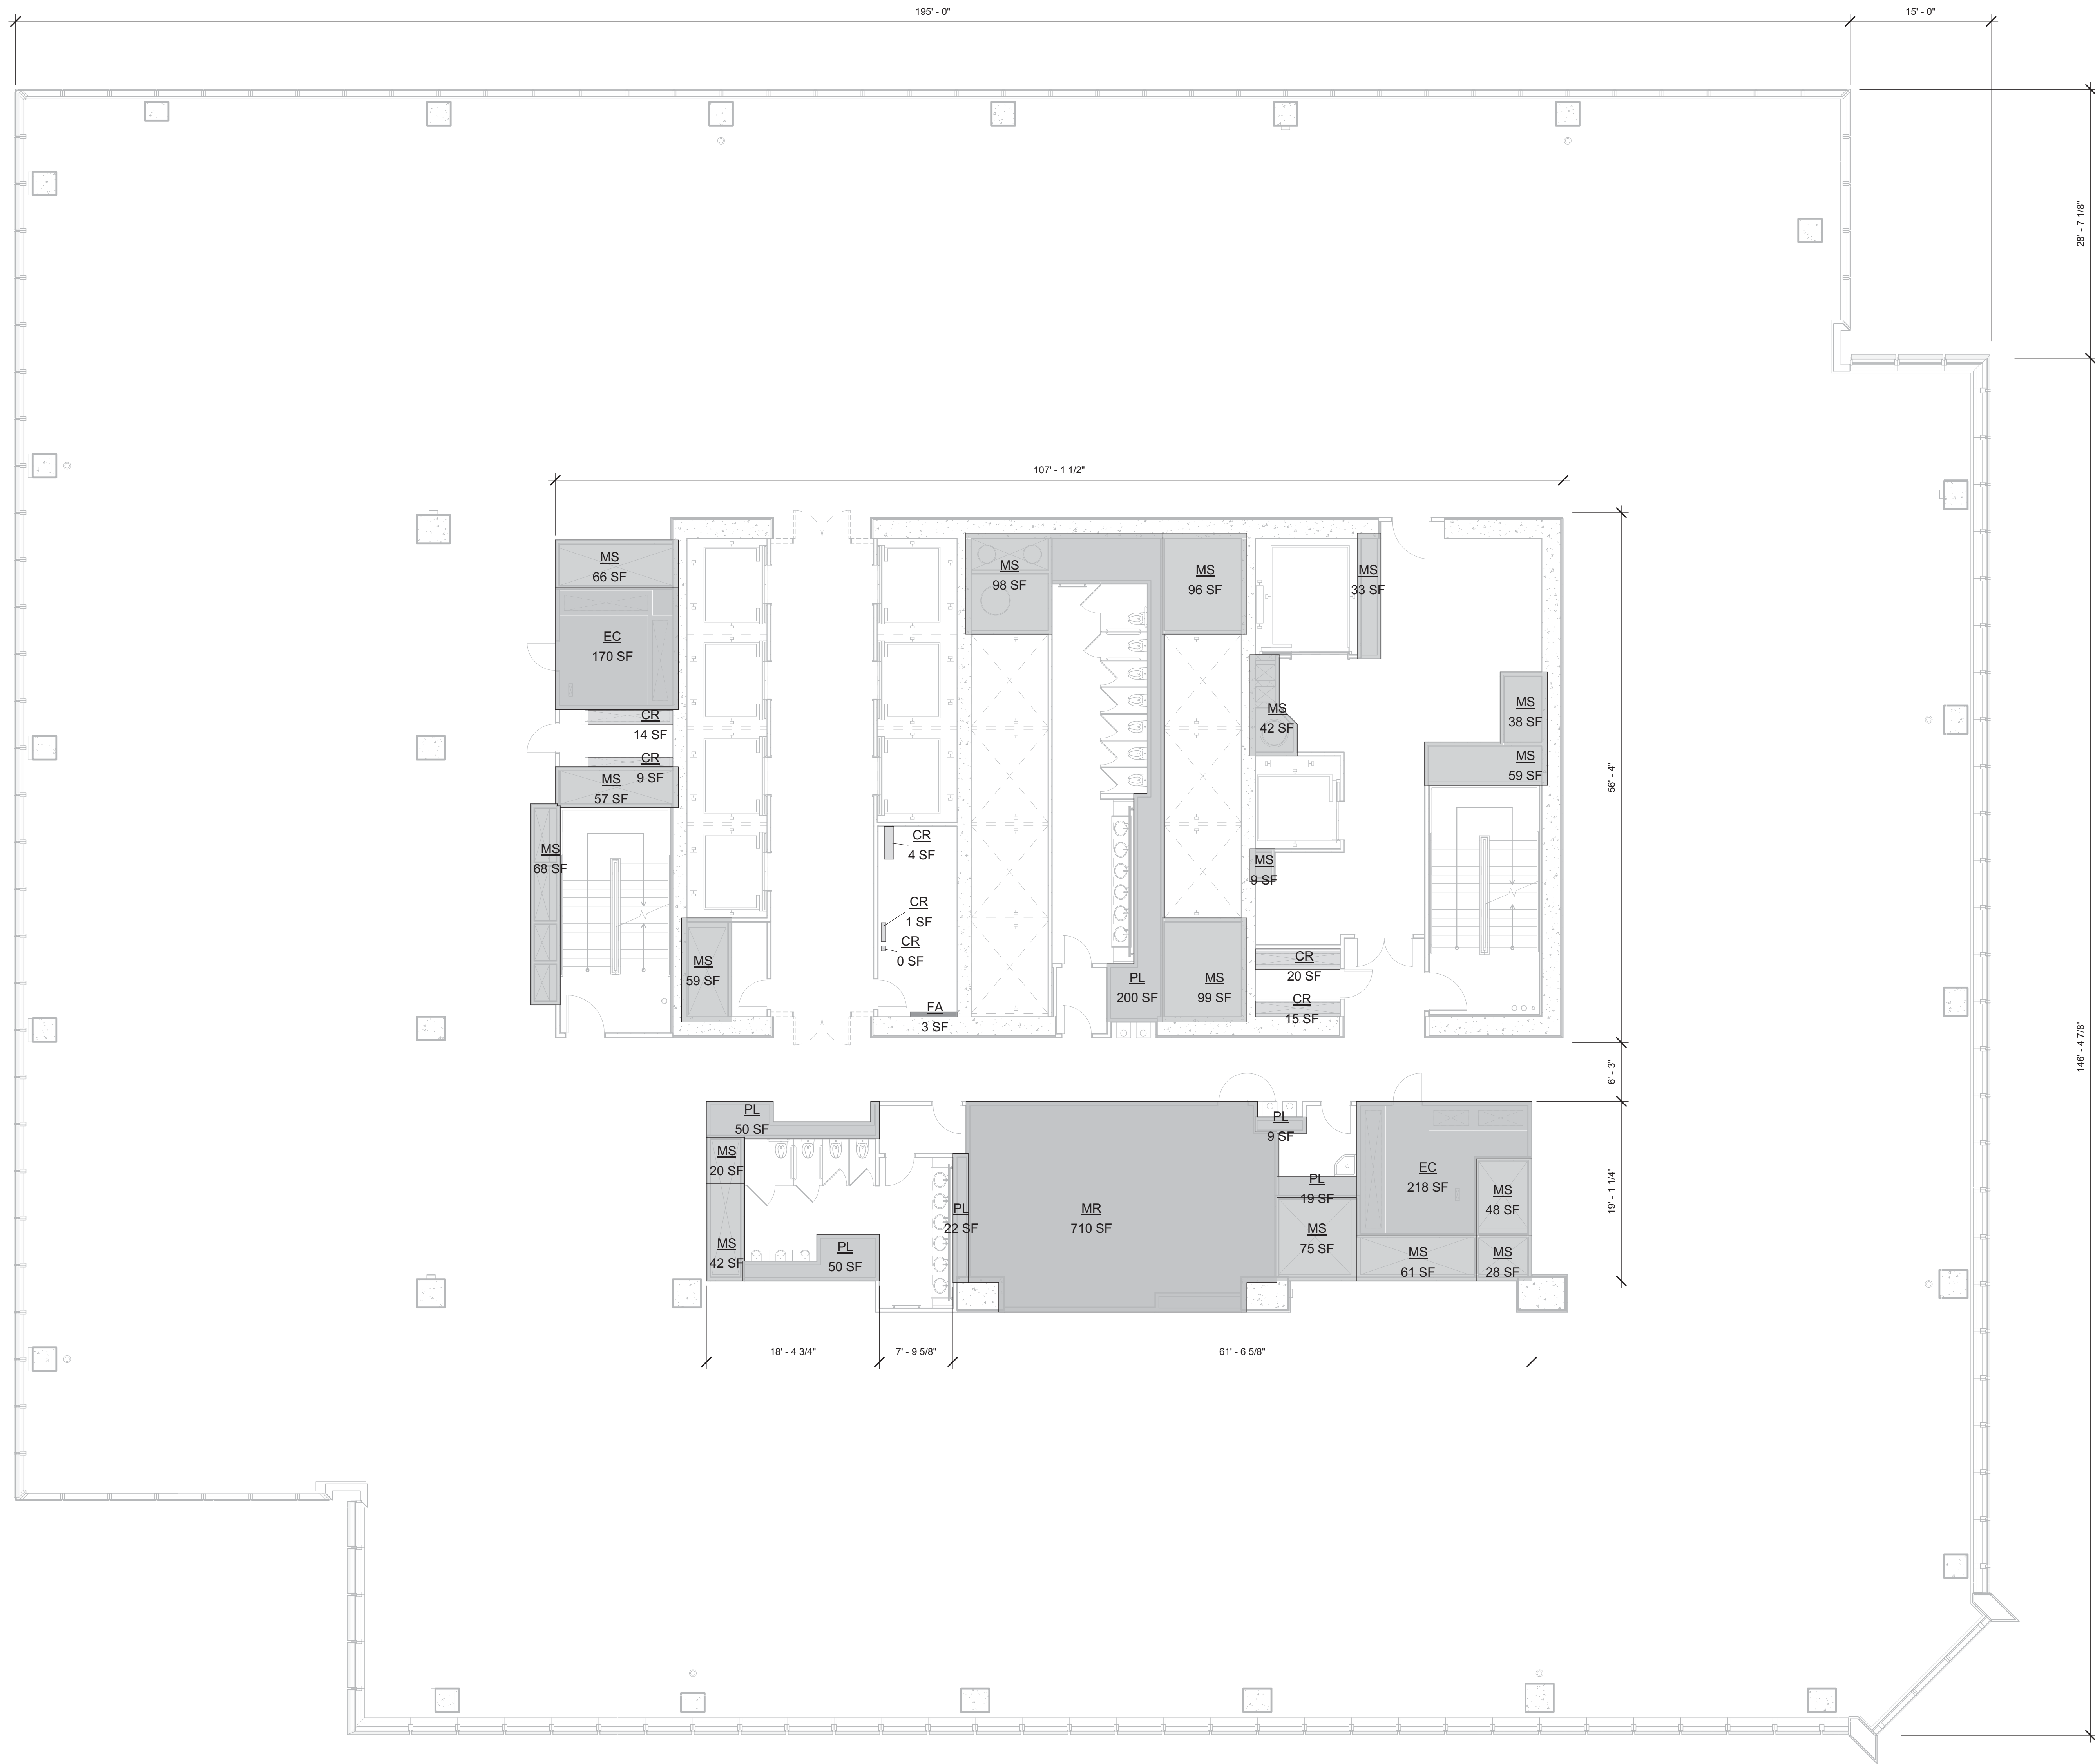 195' - 0"
15' - 0"
28' - 7 1/8"
107' - 1 1/2"
MS
66 SF
EC
170 SF
CR
14 SF
CR
9 SF
MS
57 SF
MS
68 SF
MS
59 SF
CR
4 SF
CR
1 SF
CR
0 SF
FA
3 SF
MS
98 SF
PL
200 SF
MS
96 SF
MS
99 SF
MS
33 SF
MS
42 SF
MS
9 SF
CR
20 SF
CR
15 SF
MS
38 SF
MS
59 SF
56' - 4"
6' - 3"
146' - 4 7/8"
PL
50 SF
MS
20 SF
MS
42 SF
PL
50 SF
PL
22 SF
MR
710 SF
PL
9 SF
PL
19 SF
MS
75 SF
EC
218 SF
MS
48 SF
MS
61 SF
MS
28 SF
19' - 1 1/4"
18' - 4 3/4"
7' - 9 5/8"
61' - 6 5/8"